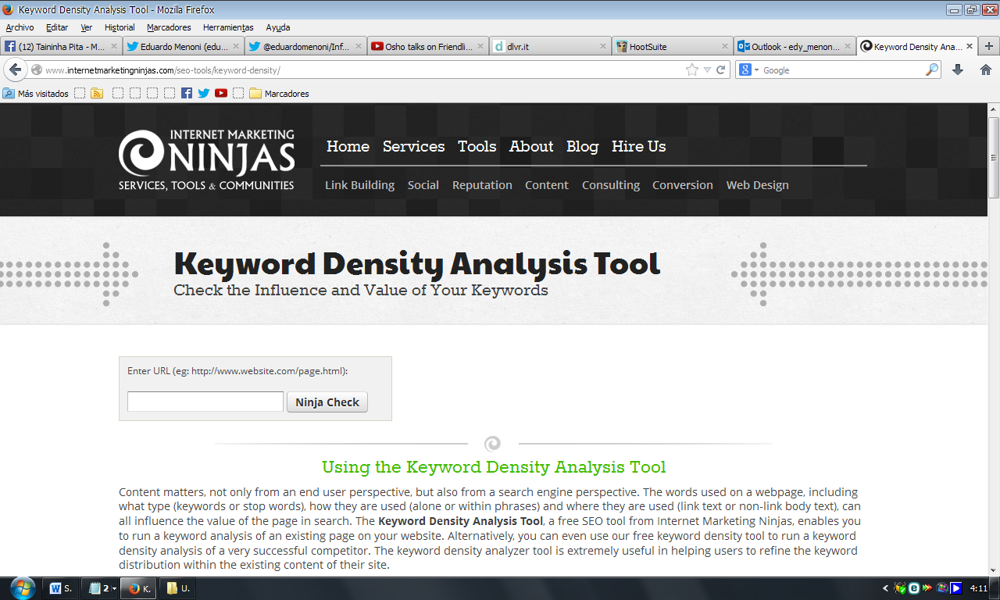 Keyword Density Analysis Tool - Mozilla Firefox
Archivo Editar Ver Historial Marcadores Herramientas Ayuda
(12) Taininha Pita - M... Eduardo Menoni (edu... @eduardomenoni/Inf... Osho talks on Friendli... dlvr.it HootSuite Outlook - edy_menon... Keyword Density Ana...
www.internetmarketingninjas.com/seo-tools/keyword-density/ Google
Más visitados Marcadores
INTERNET MARKETING
NINJAS
SERVICES, TOOLS & COMMUNITIES
Home Services Tools About Blog Hire Us
Link Building Social Reputation Content Consulting Conversion Web Design
Keyword Density Analysis Tool
Check the Influence and Value of Your Keywords
Enter URL (eg: http://www.website.com/page.html):
Ninja Check
Using the Keyword Density Analysis Tool
Content matters, not only from an end user perspective, but also from a search engine perspective. The words used on a webpage, including
what type (keywords or stop words), how they are used (alone or within phrases) and where they are used (link text or non-link body text), can
all influence the value of the page in search. The Keyword Density Analysis Tool, a free SEO tool from Internet Marketing Ninjas, enables you
to run a keyword analysis of an existing page on your website. Alternatively, you can even use our free keyword density tool to run a keyword
density analysis of a very successful competitor. The keyword density analyzer tool is extremely useful in helping users to refine the keyword
distribution within the existing content of their site.
S. 2 K. U. 4:11